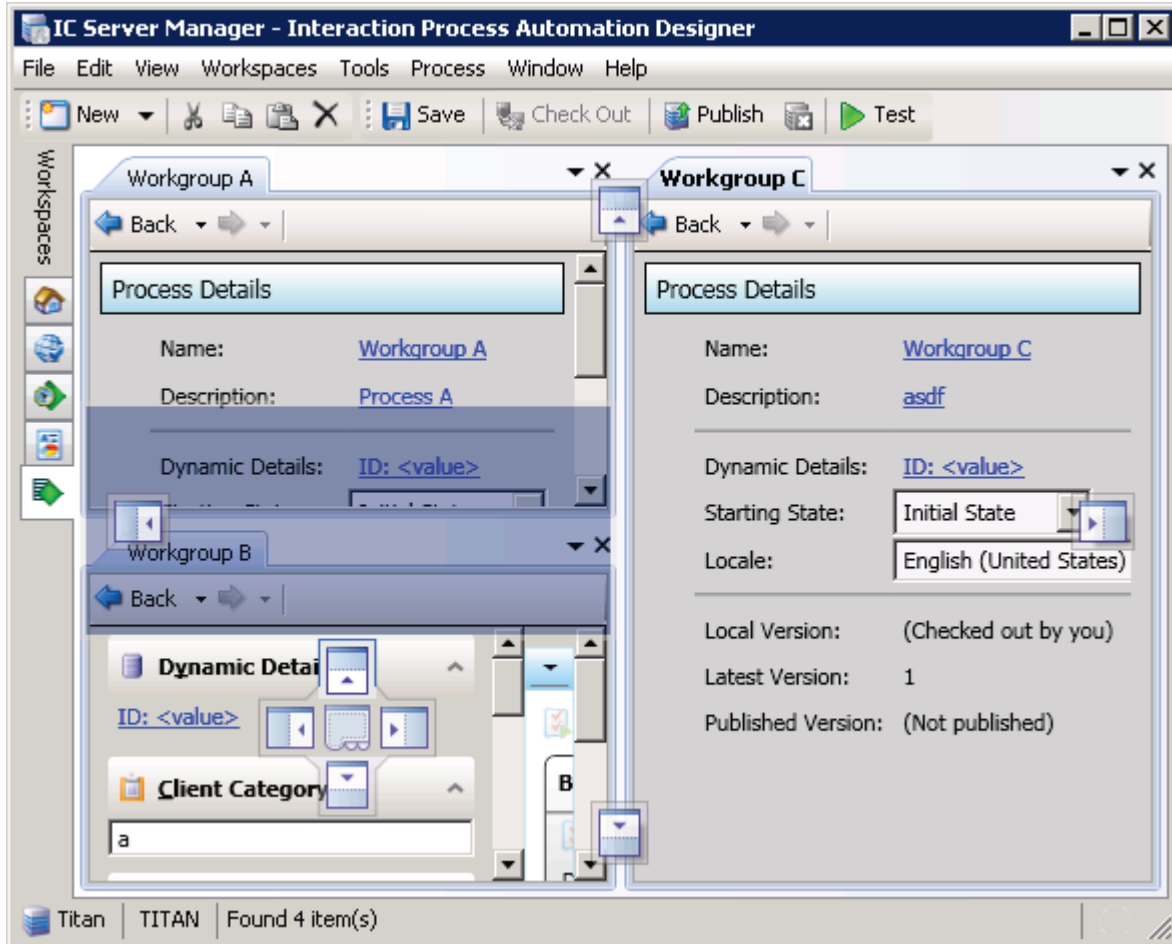 IC Server Manager - Interaction Process Automation Designer
File Edit View Workspaces Tools Process Window Help
New Save Check Out Publish Test
Workspaces
Workgroup A
Back
Process Details
Name: Workgroup A
Description: Process A
Dynamic Details: ID: <value>
Workgroup B
Back
Dynamic Detai
ID: <value>
Client Category
a
B
Workgroup C
Back
Process Details
Name: Workgroup C
Description: asdf
Dynamic Details: ID: <value>
Starting State: Initial State
Locale: English (United States)
Local Version: (Checked out by you)
Latest Version: 1
Published Version: (Not published)
Titan TITAN Found 4 item(s)